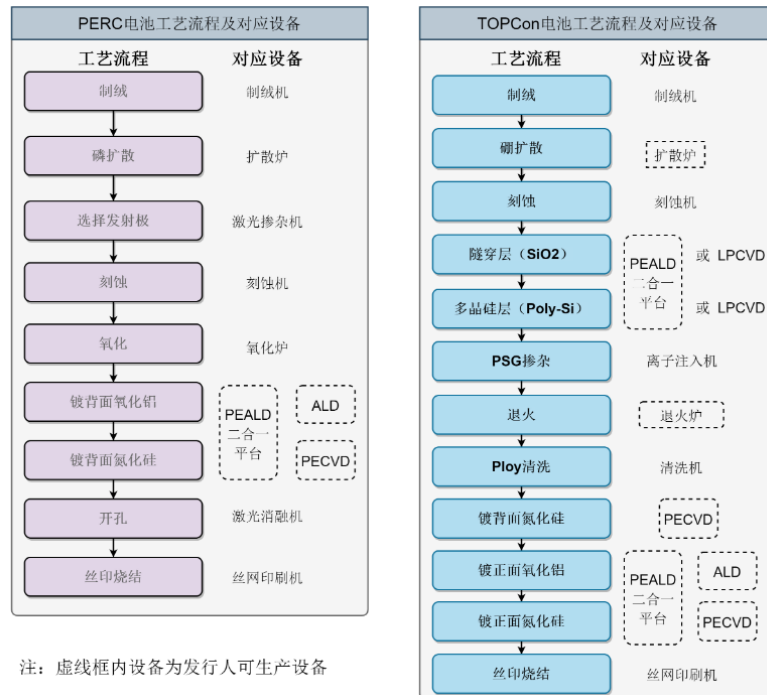 PERC电池工艺流程及对应设备
工艺流程 对应设备
制绒 制绒机
磷扩散 扩散炉
选择发射极 激光掺杂机
刻蚀 刻蚀机
氧化 氧化炉
镀背面氧化铝
镀背面氮化硅
PEALD
二合一
平台
ALD
PECVD
开孔 激光消融机
丝印烧结 丝网印刷机
注：虚线框内设备为发行人可生产设备
TOPCon电池工艺流程及对应设备
工艺流程 对应设备
制绒 制绒机
硼扩散 扩散炉
刻蚀 刻蚀机
隧穿层（SiO2）
多晶硅层（Poly-Si）
PEALD
二合一
平台
或 LPCVD
或 LPCVD
PSG掺杂 离子注入机
退火 退火炉
Ploy清洗 清洗机
镀背面氮化硅 PECVD
镀正面氧化铝
镀正面氮化硅
PEALD
二合一
平台
ALD
PECVD
丝印烧结 丝网印刷机